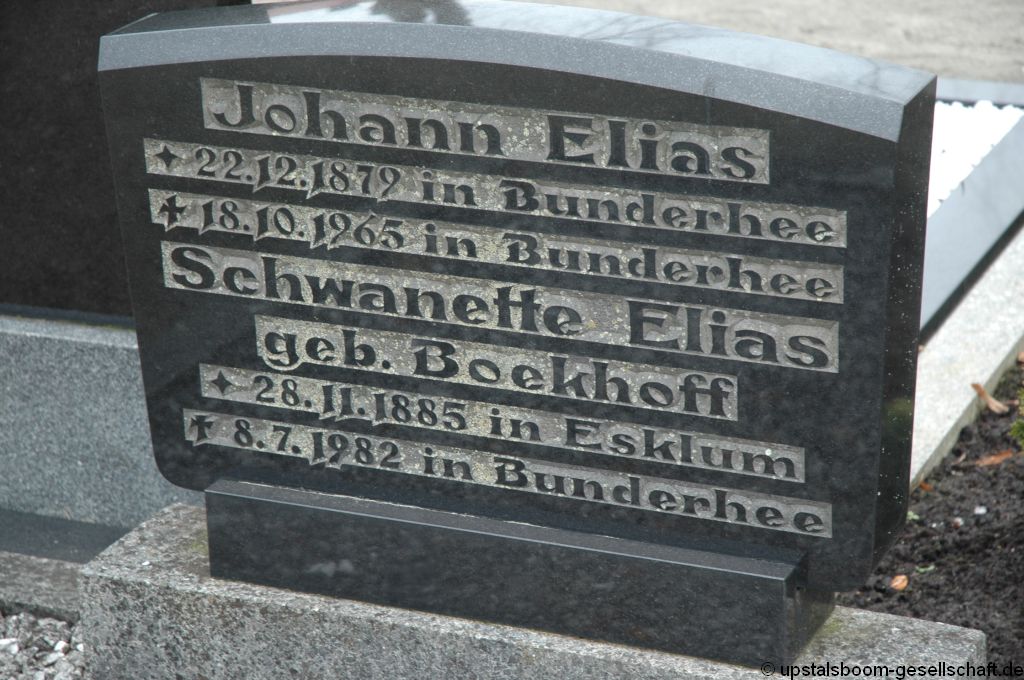 Johann Elias
✦ 22.12.1879 in Bunderhee
✝ 18.10.1965 in Bunderhee
Schwanette Elias
geb. Boekhoff
✦ 28.11.1885 in Esklum
✝ 8.7.1982 in Bunderhee
© upstalsboom-gesellschaft.de